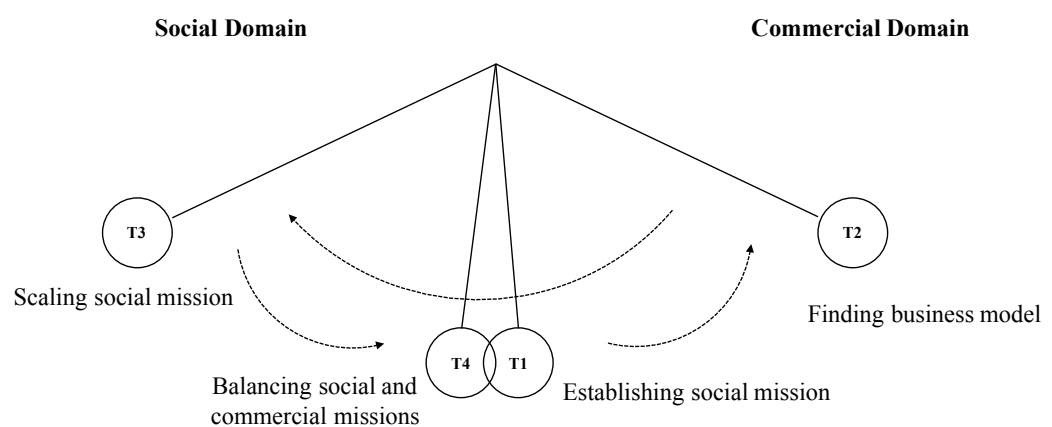 Social Domain
Commercial Domain
T3
T2
Scaling social mission
Finding business model
T4
T1
Balancing social and
commercial missions
Establishing social mission